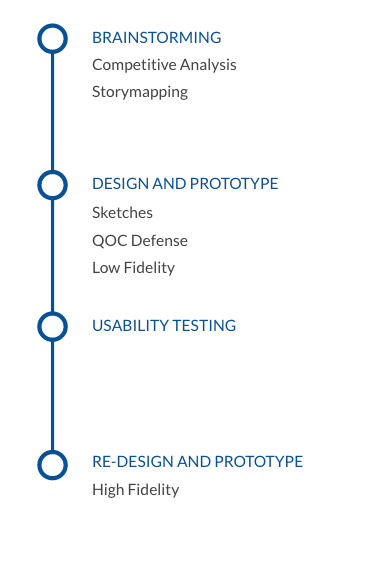 BRAINSTORMING
Competitive Analysis
Storymapping
DESIGN AND PROTOTYPE
Sketches
QOC Defense
Low Fidelity
USABILITY TESTING
RE-DESIGN AND PROTOTYPE
High Fidelity